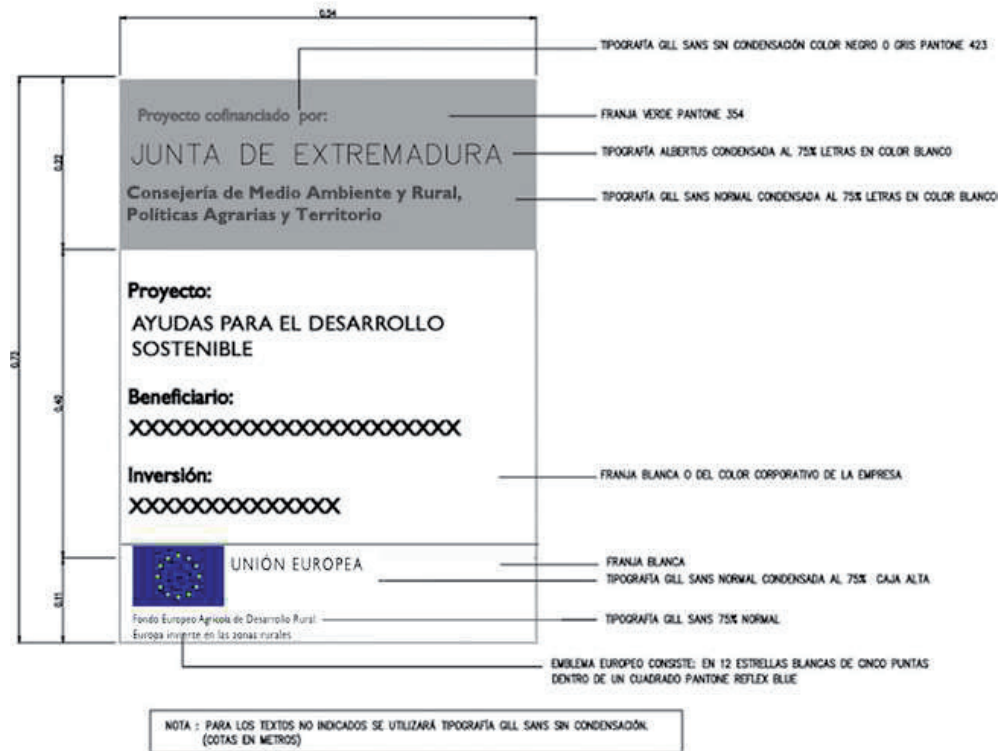 0.54
TIPOGRAFÍA GILL SANS SIN CONDENSACIÓN COLOR NEGRO O GRIS PANTONE 423
Proyecto cofinanciado por:
FRANJA VERDE PANTONE 354
JUNTA DE EXTREMADURA
TIPOGRAFÍA ALBERTUS CONDENSADA AL 75% LETRAS EN COLOR BLANCO
0.22
Consejería de Medio Ambiente y Rural,
Políticas Agrarias y Territorio
TIPOGRAFÍA GILL SANS NORMAL CONDENSADA AL 75% LETRAS EN COLOR BLANCO
Proyecto:
AYUDAS PARA EL DESARROLLO
SOSTENIBLE
0.73
0.40
Beneficiario:
XXXXXXXXXXXXXXXXXXXXXX
Inversión:
FRANJA BLANCA O DEL COLOR CORPORATIVO DE LA EMPRESA
XXXXXXXXXXXXXX
UNIÓN EUROPEA
FRANJA BLANCA
TIPOGRAFÍA GILL SANS NORMAL CONDENSADA AL 75% CAJA ALTA
0.11
Fondo Europeo Agrícola de Desarrollo Rural
TIPOGRAFÍA GILL SANS 75% NORMAL
Europa invierte en las zonas rurales
EMBLEMA EUROPEO CONSISTE: EN 12 ESTRELLAS BLANCAS DE CINCO PUNTAS
DENTRO DE UN CUADRADO PANTONE REFLEX BLUE
NOTA : PARA LOS TEXTOS NO INDICADOS SE UTILIZARÁ TIPOGRAFÍA GILL SANS SIN CONDENSACIÓN.
(COTAS EN METROS)